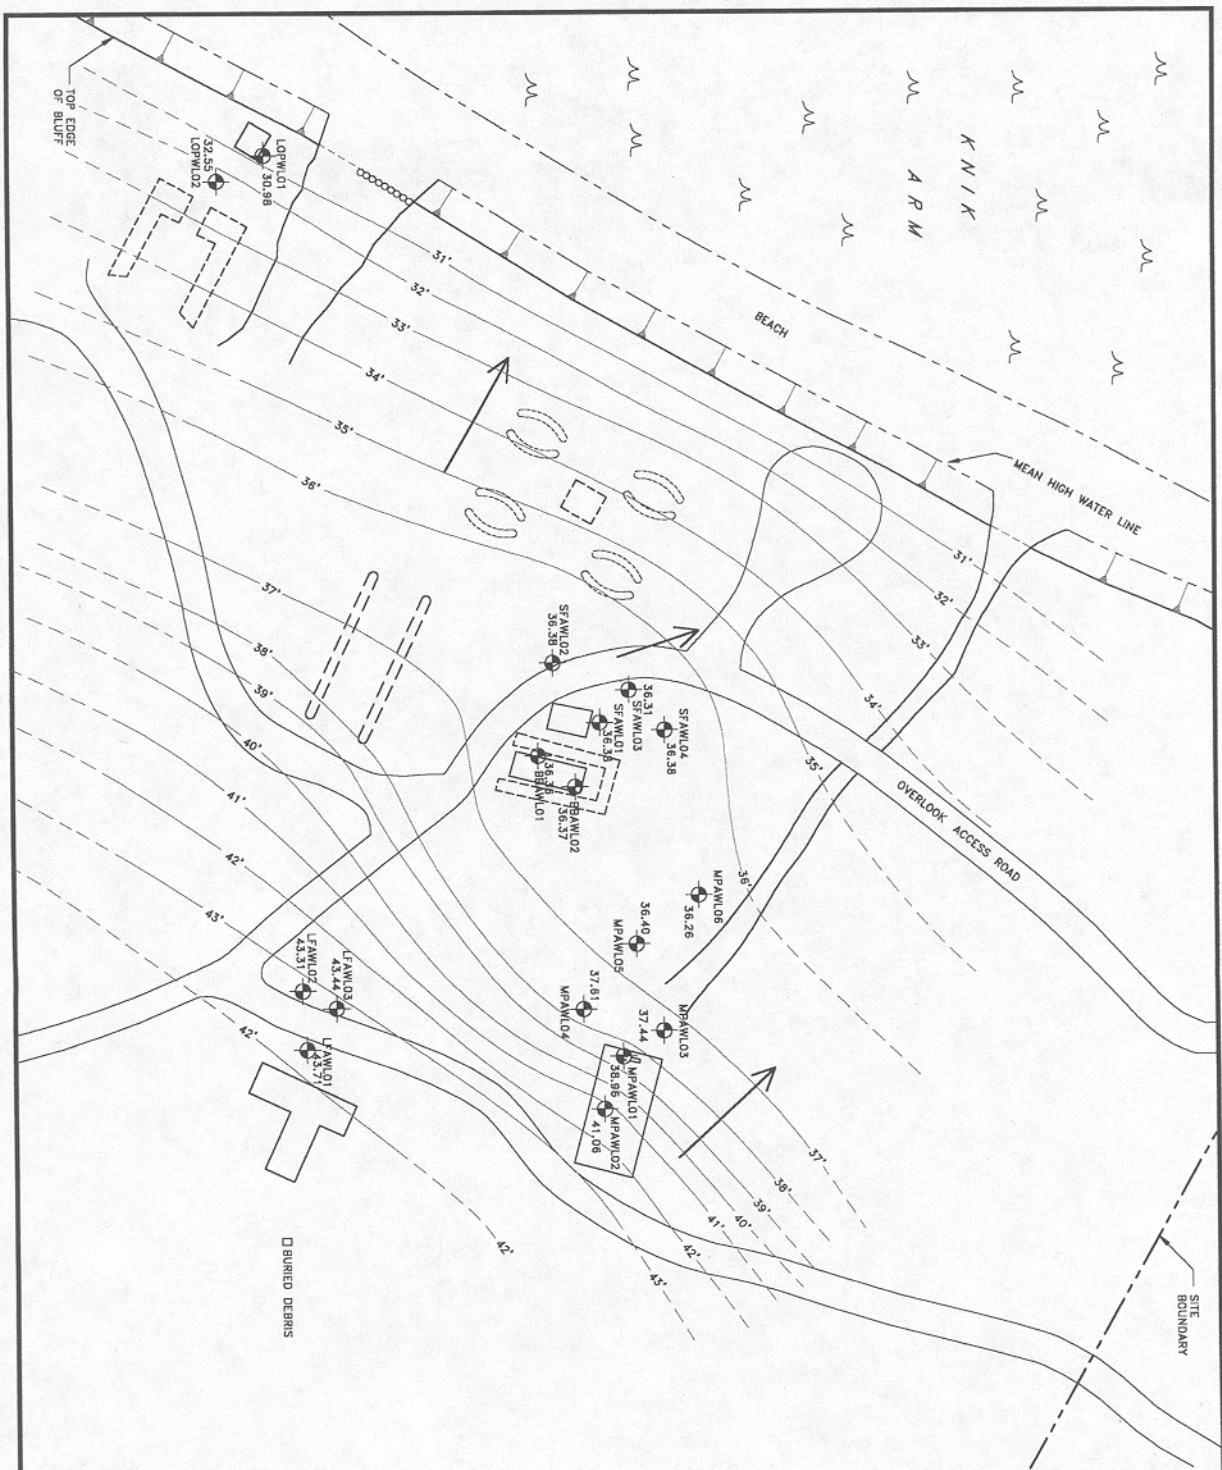 KNIK
ARM
BEACH
MEAN HIGH WATER LINE
TOP EDGE
OF BLUFF
LOPWL01
30.98
32.55
LOPWL02
31'
32'
33'
34'
35'
36'
37'
38'
39'
40'
41'
42'
43'
31'
32'
33'
34'
35'
36'
SFAWL02
36.38
36.31
SFAWL03
SFAWL04
36.38
SFAWL01
BBAWL01
BBAWL02
36.37
OVERLOOK ACCESS ROAD
MPAWL06
36.26
36.40
MPAWL05
37.61
MPAWL04
MPAWL03
37.44
MPAWL01
38.96
MPAWL02
41.06
LFAWL02
43.31
LFAWL03
43.44
LFAWL01
43.71
42'
42'
37'
38'
39'
40'
41'
42'
43'
BURIED DEBRIS
SITE
BOUNDARY